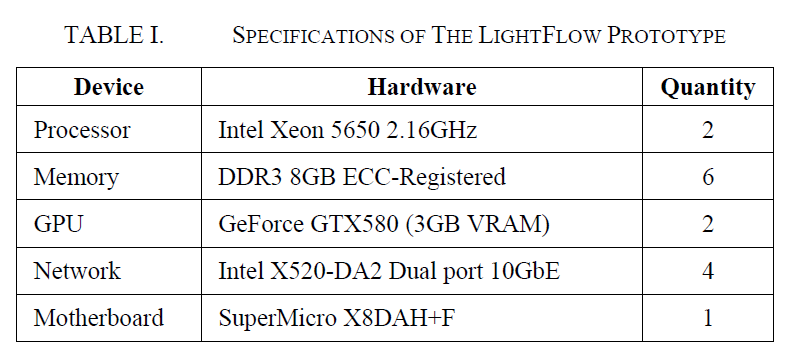 TABLE I. SPECIFICATIONS OF THE LIGHTFLOW PROTOTYPE
Device Hardware Quantity
Processor Intel Xeon 5650 2.16GHz 2
Memory DDR3 8GB ECC-Registered 6
GPU GeForce GTX580 (3GB VRAM) 2
Network Intel X520-DA2 Dual port 10GbE 4
Motherboard SuperMicro X8DAH+F 1